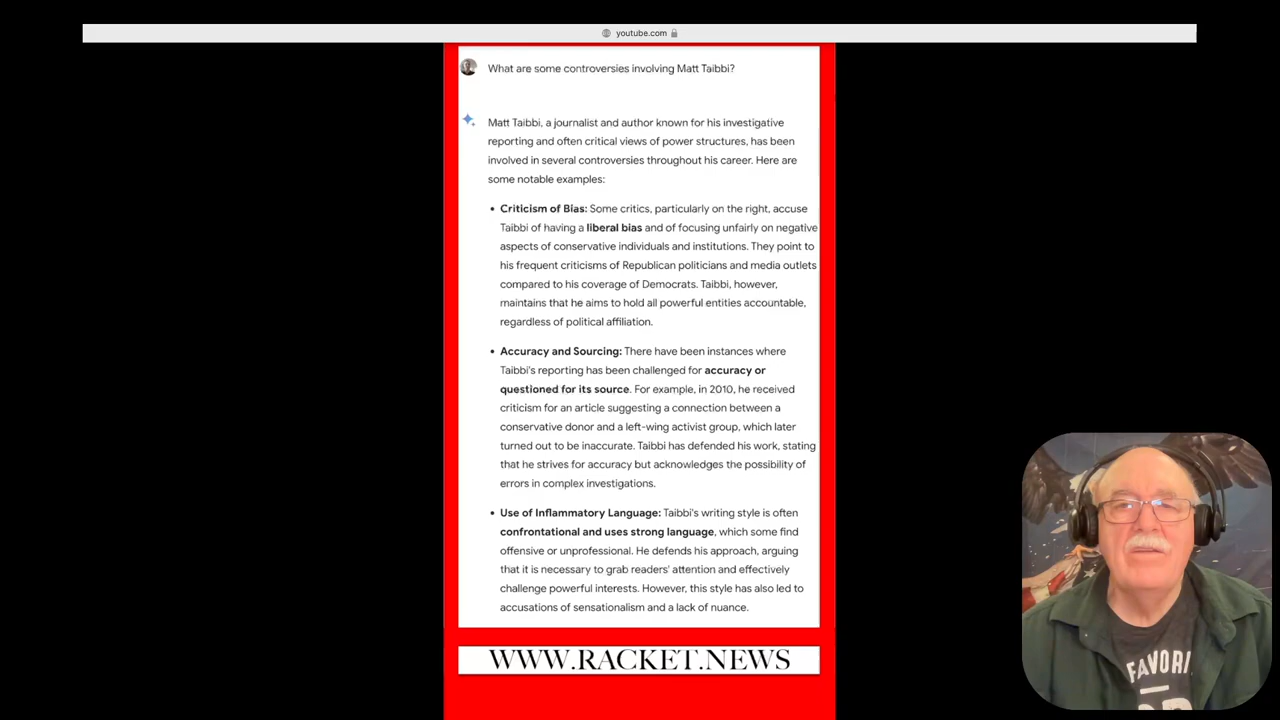 youtube.com
What are some controversies involving Matt Taibbi?
Matt Taibbi, a journalist and author known for his investigative
reporting and often critical views of power structures, has been
involved in several controversies throughout his career. Here are
some notable examples:
• Criticism of Bias: Some critics, particularly on the right, accuse
Taibbi of having a liberal bias and of focusing unfairly on negative
aspects of conservative individuals and institutions. They point to
his frequent criticisms of Republican politicians and media outlets
compared to his coverage of Democrats. Taibbi, however,
maintains that he aims to hold all powerful entities accountable,
regardless of political affiliation.
• Accuracy and Sourcing: There have been instances where
Taibbi's reporting has been challenged for accuracy or
questioned for its source. For example, in 2010, he received
criticism for an article suggesting a connection between a
conservative donor and a left-wing activist group, which later
turned out to be inaccurate. Taibbi has defended his work, stating
that he strives for accuracy but acknowledges the possibility of
errors in complex investigations.
• Use of Inflammatory Language: Taibbi's writing style is often
confrontational and uses strong language, which some find
offensive or unprofessional. He defends his approach, arguing
that it is necessary to grab readers' attention and effectively
challenge powerful interests. However, this style has also led to
accusations of sensationalism and a lack of nuance.
WWW.RACKET.NEWS
FAVORI